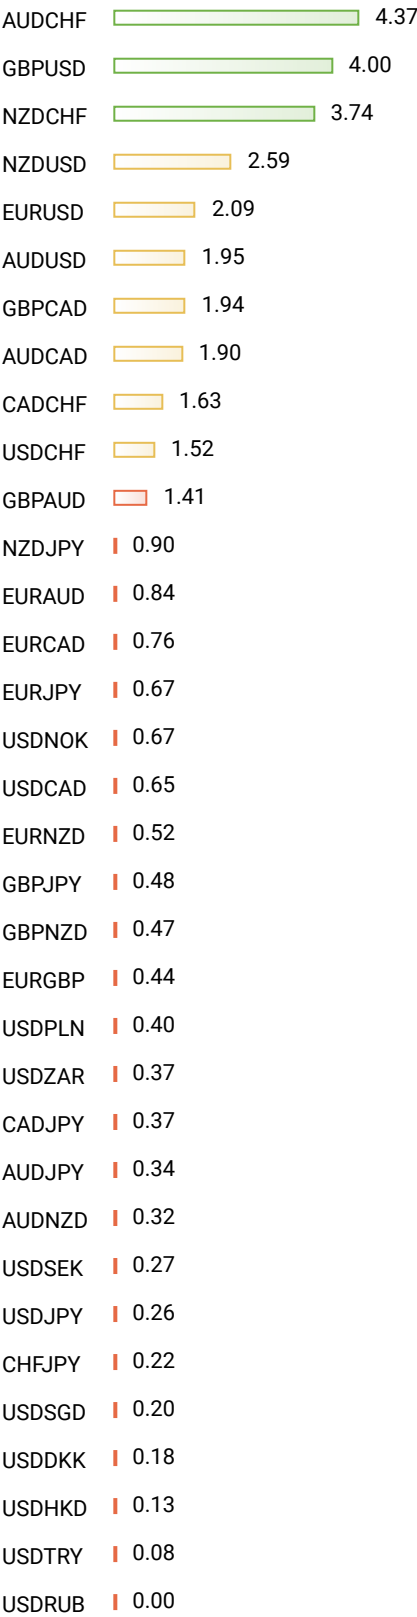 AUDCHF 4.37
GBPUSD 4.00
NZDCHF 3.74
NZDUSD 2.59
EURUSD 2.09
AUDUSD 1.95
GBPCAD 1.94
AUDCAD 1.90
CADCHF 1.63
USDCHF 1.52
GBPAUD 1.41
NZDJPY 0.90
EURAUD 0.84
EURCAD 0.76
EURJPY 0.67
USDNOK 0.67
USDCAD 0.65
EURNZD 0.52
GBPJPY 0.48
GBPNZD 0.47
EURGBP 0.44
USDPLN 0.40
USDZAR 0.37
CADJPY 0.37
AUDJPY 0.34
AUDNZD 0.32
USDSEK 0.27
USDJPY 0.26
CHFJPY 0.22
USDSGD 0.20
USDDKK 0.18
USDHKD 0.13
USDTRY 0.08
USDRUB 0.00